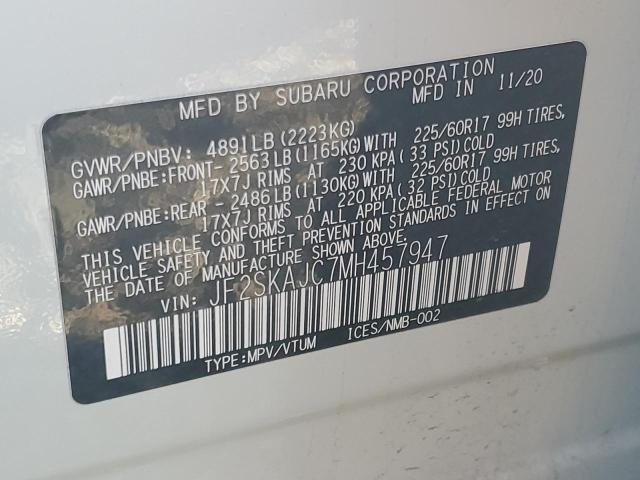 MFD BY SUBARU CORPORATION
MFD IN 11/20
GVWR/PNBV: 4891LB(2223KG)
GAWR/PNBE:FRONT-2563LB(1165KG)WITH 225/60R17 99H TIRES,
17X7J RIMS AT 230 KPA(33 PSI)COLD
GAWR/PNBE:REAR -2486LB(1130KG)WITH 225/60R17 99H TIRES,
17X7J RIMS AT 220 KPA(32 PSI)COLD
THIS VEHICLE CONFORMS TO ALL APPLICABLE FEDERAL MOTOR
VEHICLE SAFETY AND THEFT PREVENTION STANDARDS IN EFFECT ON
THE DATE OF MANUFACTURE SHOWN ABOVE.
VIN: JF2SKAJC7MH457947
TYPE:MPV/VTUM ICES/NMB-002